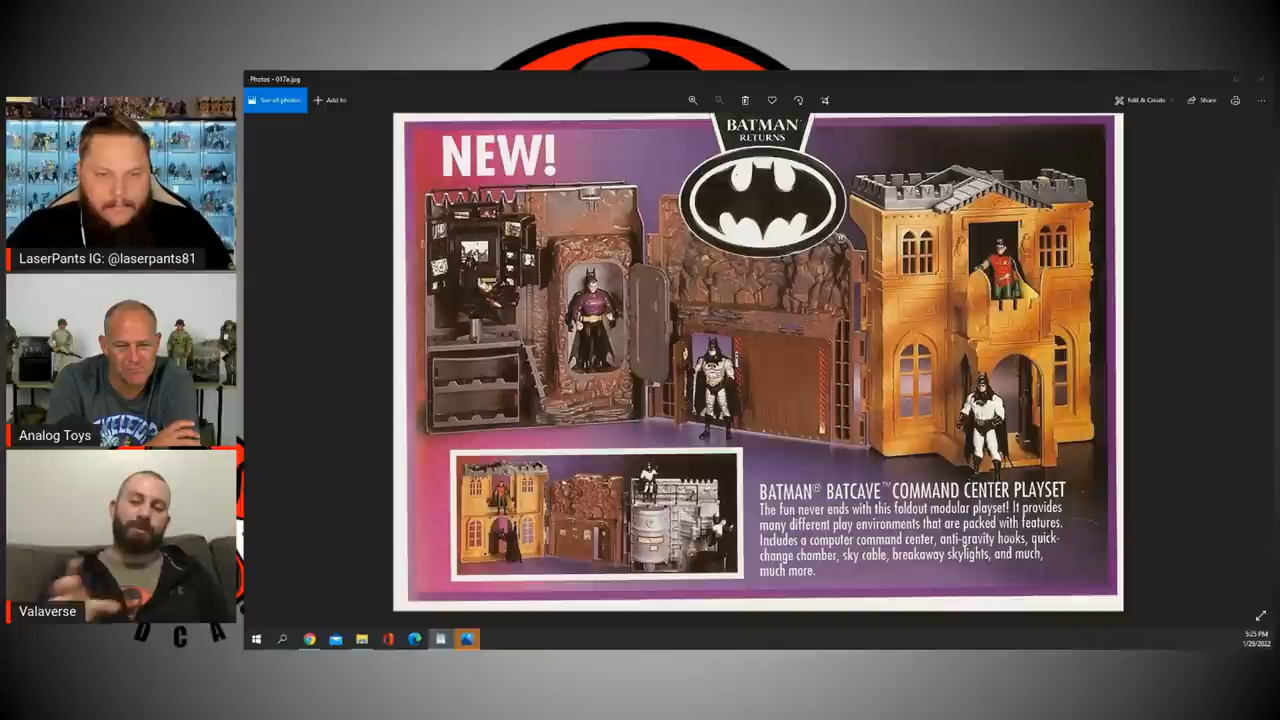 Photos - 017a.jpg
See all photos
Add to
Edit & Create
Share
LaserPants IG: @laserpants81
Analog Toys
SKELETOR
Valaverse
NEW!
BATMAN
RETURNS
BATMAN® BATCAVE™ COMMAND CENTER PLAYSET
The fun never ends with this foldout modular playset! It provides
many different play environments that are packed with features.
Includes a computer command center, anti-gravity hooks, quick-
change chamber, sky cable, breakaway skylights, and much,
much more.
5:25 PM
1/29/2022